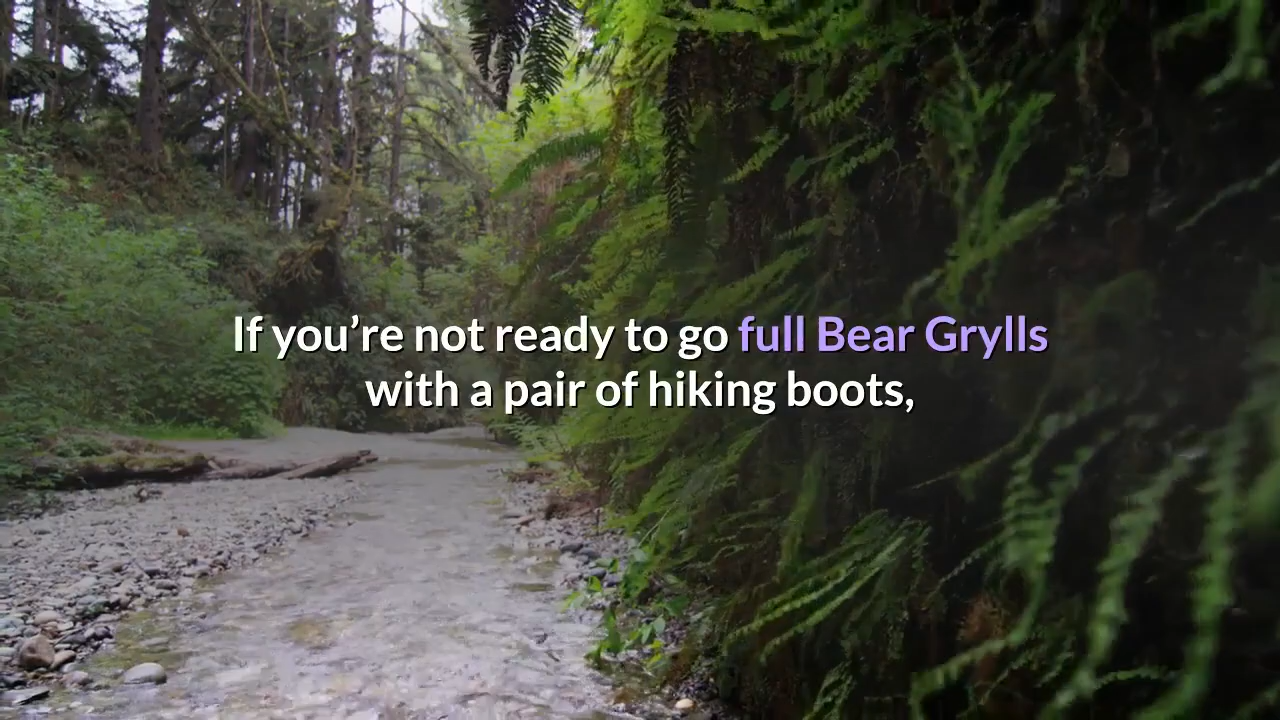 If you’re not ready to go full Bear Grylls
with a pair of hiking boots,